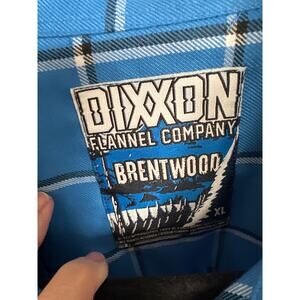 DIXXON
FLANNEL COMPANY
BRENTWOOD
XL